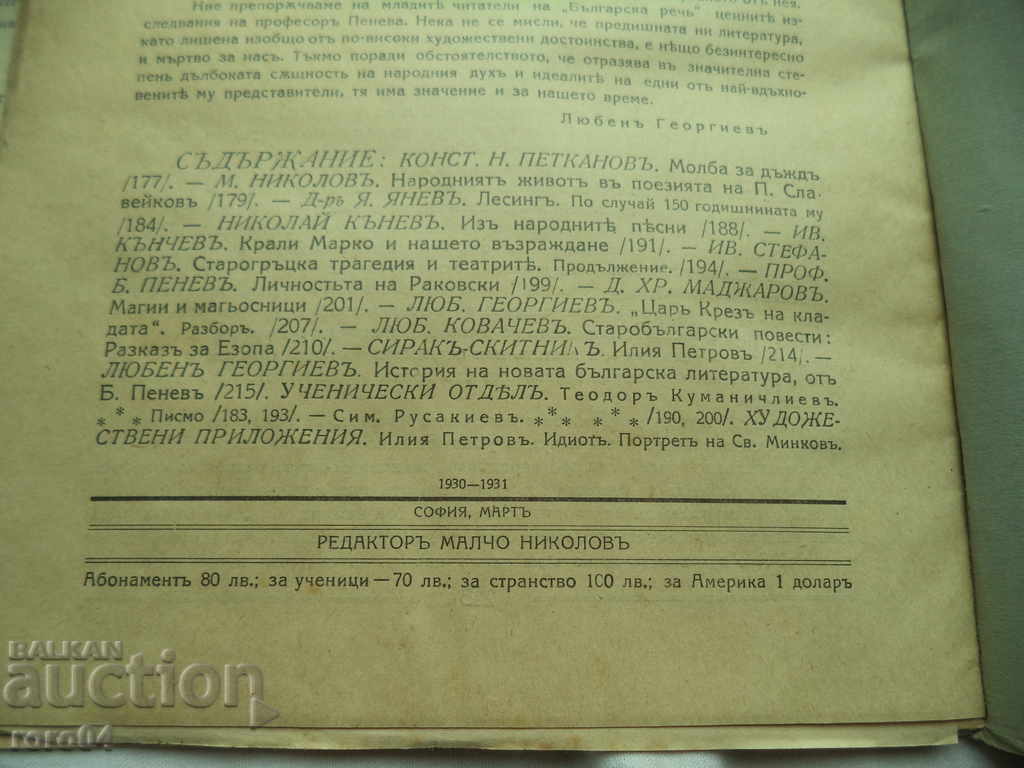 Ние препорѫчваме на младитѣ читатели на „Българска речь" ценнитѣ из-
следвания на професоръ Пенева. Нека не се мисли, че предишната ни литература,
като лишена изобщо отъ по-високи художествени достоинства, е нѣщо безинтересно
и мъртво за насъ. Тъкмо поради обстоятелството, че отразява въ значителна сте-
пень дълбоката сѫщность на народния духъ и идеалитѣ на едни отъ най-вдъхно-
венитѣ му представители, тя има значение и за нашето време.
Любенъ Георгиевъ
СЪДЪРЖАНИЕ: КОНСТ. Н. ПЕТКАНОВЪ. Молба за дъждъ
/177/. — М. НИКОЛОВЪ. Народниятъ животъ въ поезията на П. Сла-
вейковъ /179/. — Д-ръ Я. ЯНЕВЪ. Лесингъ. По случай 150 годишнината му
/184/. — НИКОЛАЙ КЪНЕВЪ. Изъ народнитѣ пѣсни /188/. — ИВ.
КЪНЧЕВЪ. Крали Марко и нашето възраждане /191/. — ИВ. СТЕФА-
НОВЪ. Старогръцка трагедия и театритѣ. Продължение. /194/. — ПРОФ.
Б. ПЕНЕВЪ. Личностьта на Раковски /199/. — Д. ХР. МАДЖАРОВЪ.
Магии и магьосници /201/. — ЛЮБ. ГЕОРГИЕВЪ. „Царь Крезъ на кла-
дата“. Разборъ. /207/. — ЛЮБ. КОВАЧЕВЪ. Старобългарски повести:
Разказъ за Езопа /210/. — СИРАКЪ-СКИТНИКЪ. Илия Петровъ /214/. —
ЛЮБЕНЪ ГЕОРГИЕВЪ. История на новата българска литература, отъ
Б. Пеневъ /215/. УЧЕНИЧЕСКИ ОТДѢЛЪ. Теодоръ Куманичлиевъ.
* * * Писмо /183, 193/. — Сим. Русакиевъ. *** * * * /190, 200/. ХУДОЖЕ-
СТВЕНИ ПРИЛОЖЕНИЯ. Илия Петровъ. Идиотъ. Портретъ на Св. Минковъ.
1930—1931
СОФИЯ, МАРТЪ
РЕДАКТОРЪ МАЛЧО НИКОЛОВЪ
Абонаментъ 80 лв.; за ученици — 70 лв.; за странство 100 лв.; за Америка 1 доларъ
BALKAN
auction
roro04